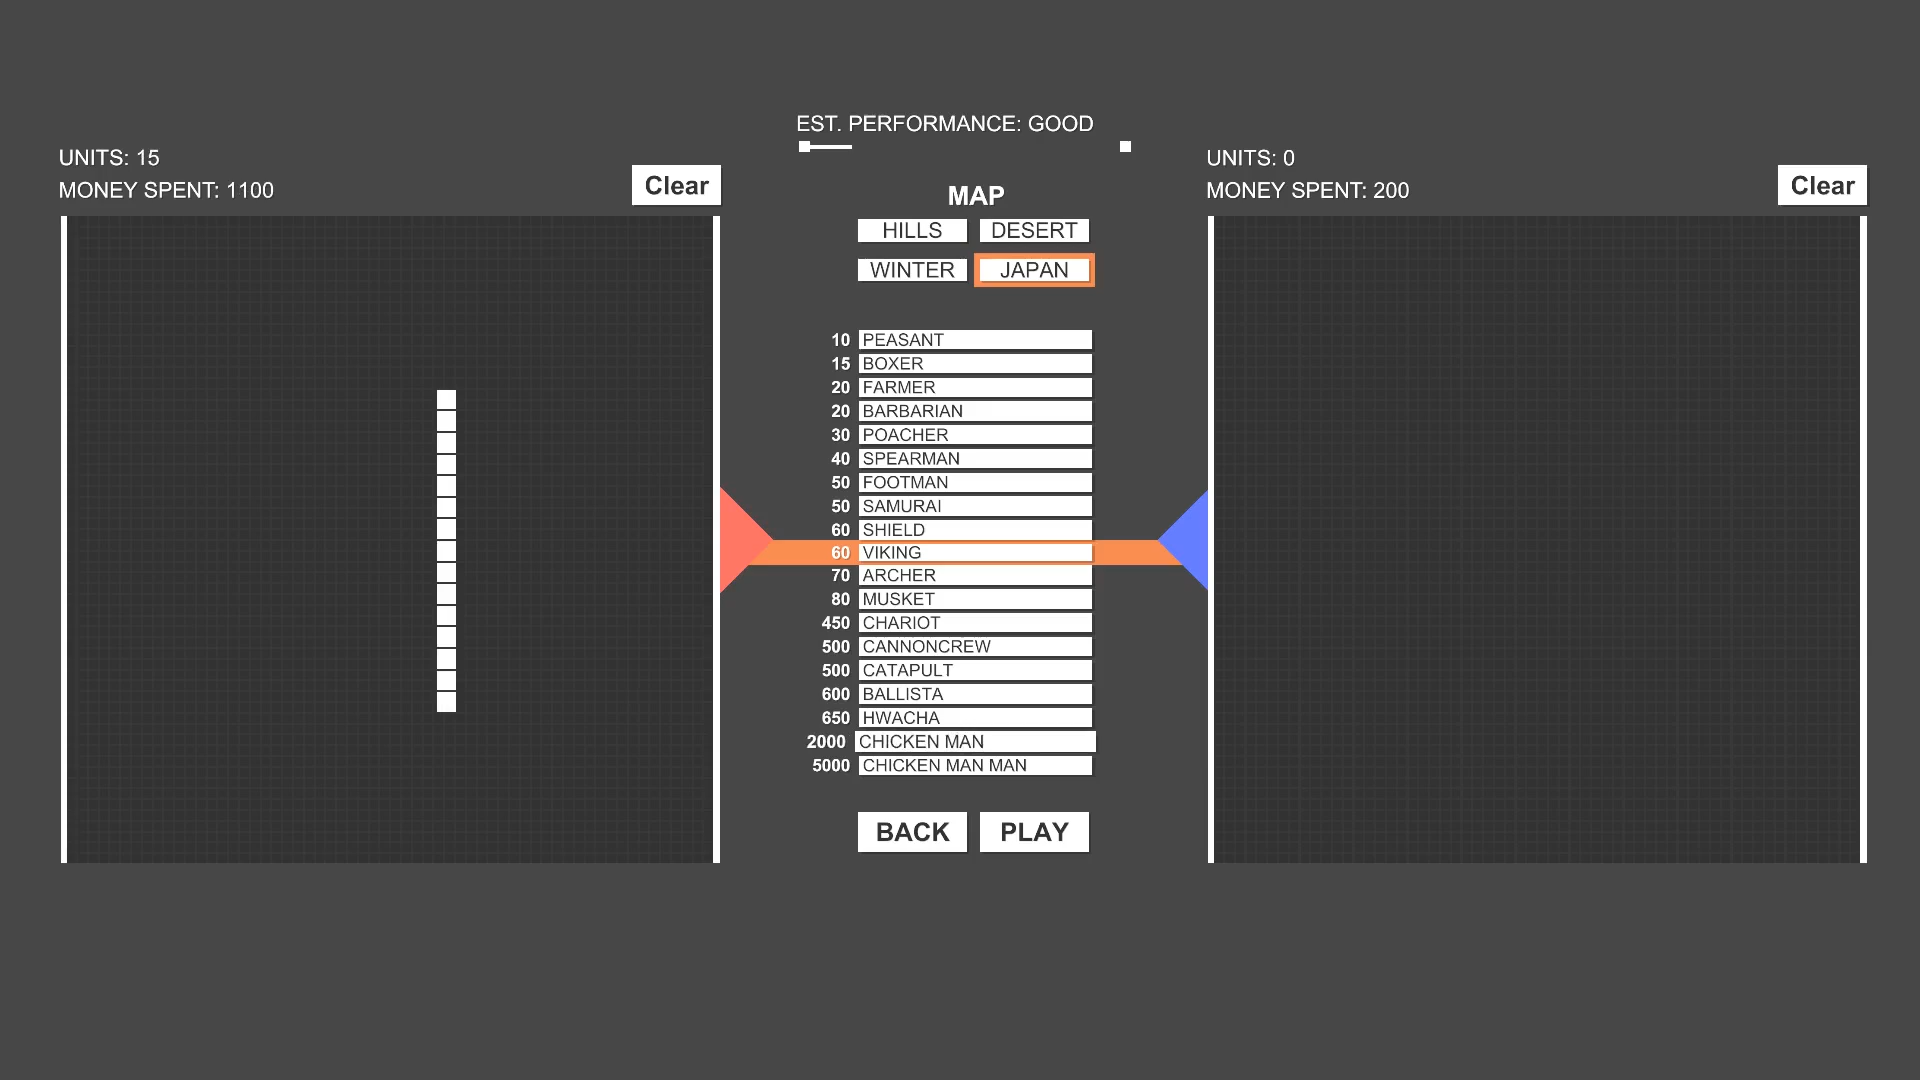 EST. PERFORMANCE: GOOD
UNITS: 15
MONEY SPENT: 1100
Clear
MAP
HILLS
DESERT
WINTER
JAPAN
10 PEASANT
15 BOXER
20 FARMER
20 BARBARIAN
30 POACHER
40 SPEARMAN
50 FOOTMAN
50 SAMURAI
60 SHIELD
60 VIKING
70 ARCHER
80 MUSKET
450 CHARIOT
500 CANNONCREW
500 CATAPULT
600 BALLISTA
650 HWACHA
2000 CHICKEN MAN
5000 CHICKEN MAN MAN
BACK
PLAY
UNITS: 0
MONEY SPENT: 200
Clear